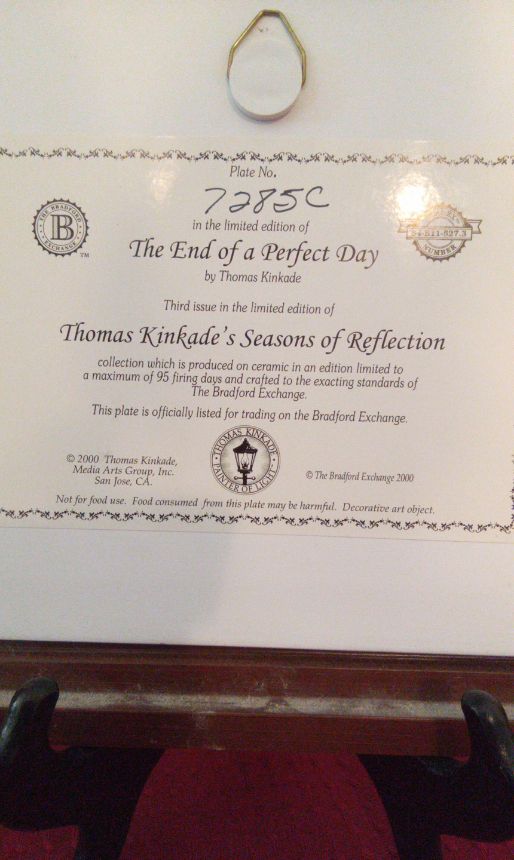 Plate No.
7285C
in the limited edition of
The End of a Perfect Day
by Thomas Kinkade
Third issue in the limited edition of
Thomas Kinkade's Seasons of Reflection
collection which is produced on ceramic in an edition limited to
a maximum of 95 firing days and crafted to the exacting standards of
The Bradford Exchange.
This plate is officially listed for trading on the Bradford Exchange.
THE BRADFORD
B
EXCHANGE
TM
NUMBER
THOMAS KINKADE
PAINTER OF LIGHT
© 2000 Thomas Kinkade,
Media Arts Group, Inc.
San Jose, CA.
© The Bradford Exchange 2000
Not for food use. Food consumed from this plate may be harmful. Decorative art object.